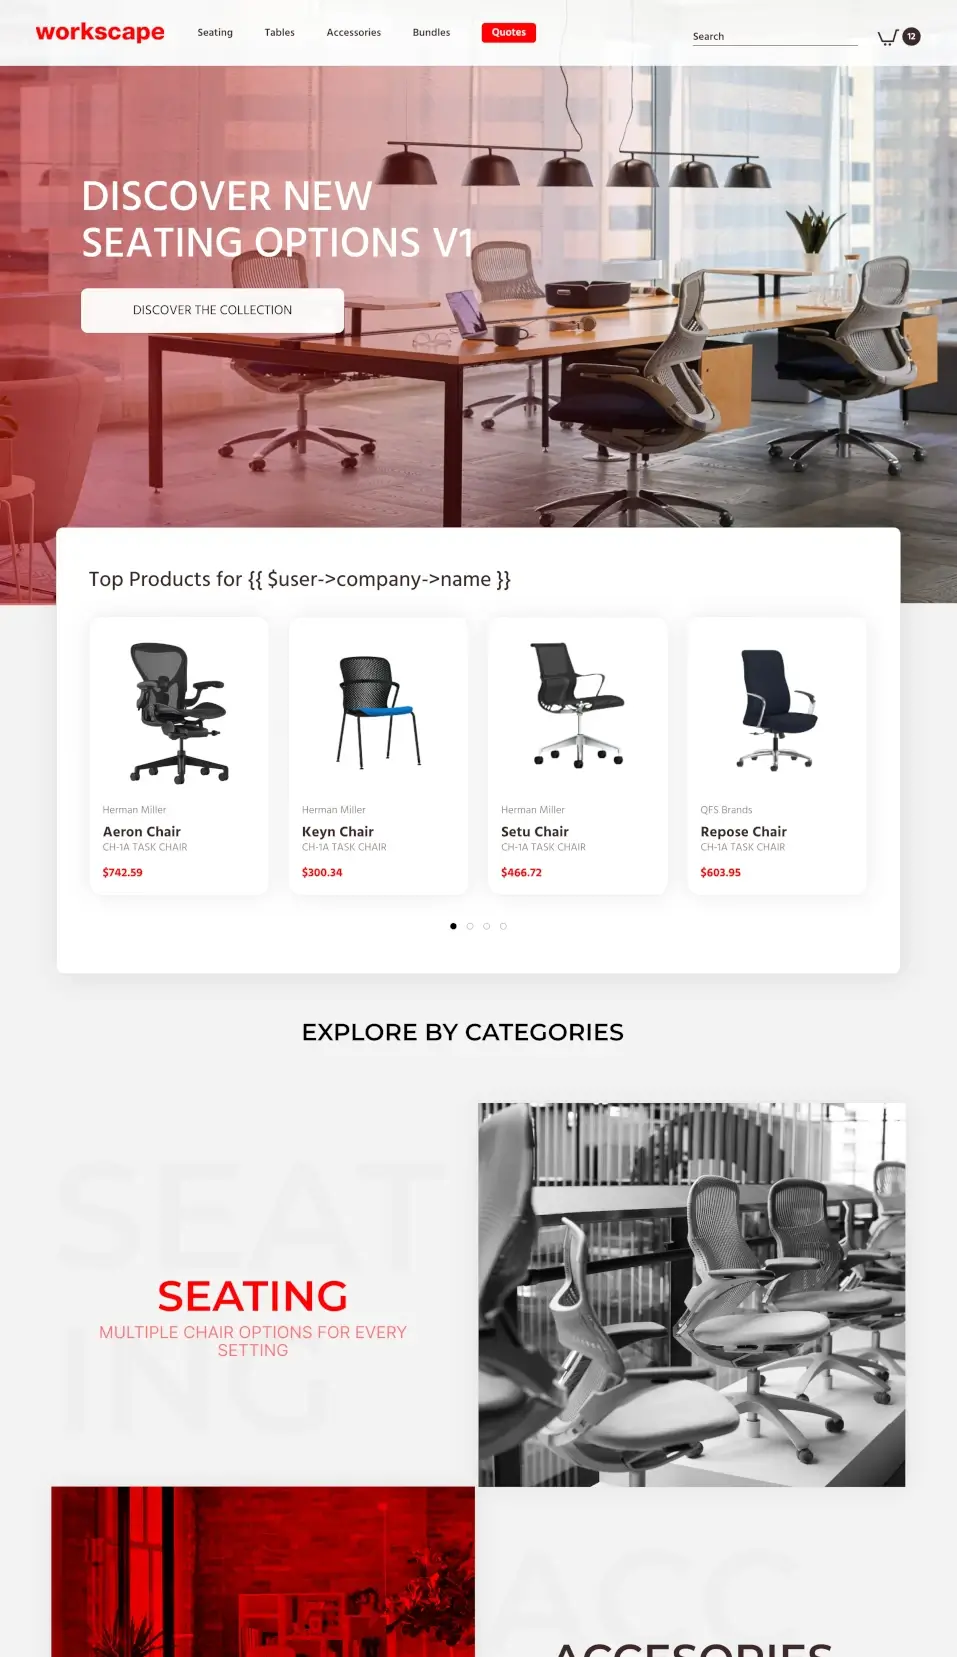 workscape
Seating
Tables
Accessories
Bundles
Quotes
Search
12
DISCOVER NEW
SEATING OPTIONS V1
DISCOVER THE COLLECTION
Top Products for {{ $user->company->name }}
Herman Miller
Aeron Chair
CH-1A TASK CHAIR
$742.59
Herman Miller
Keyn Chair
CH-1A TASK CHAIR
$300.34
Herman Miller
Setu Chair
CH-1A TASK CHAIR
$466.72
QFS Brands
Repose Chair
CH-1A TASK CHAIR
$603.95
EXPLORE BY CATEGORIES
SEAT
ING
SEATING
MULTIPLE CHAIR OPTIONS FOR EVERY
SETTING
ACC
ACCESORIES